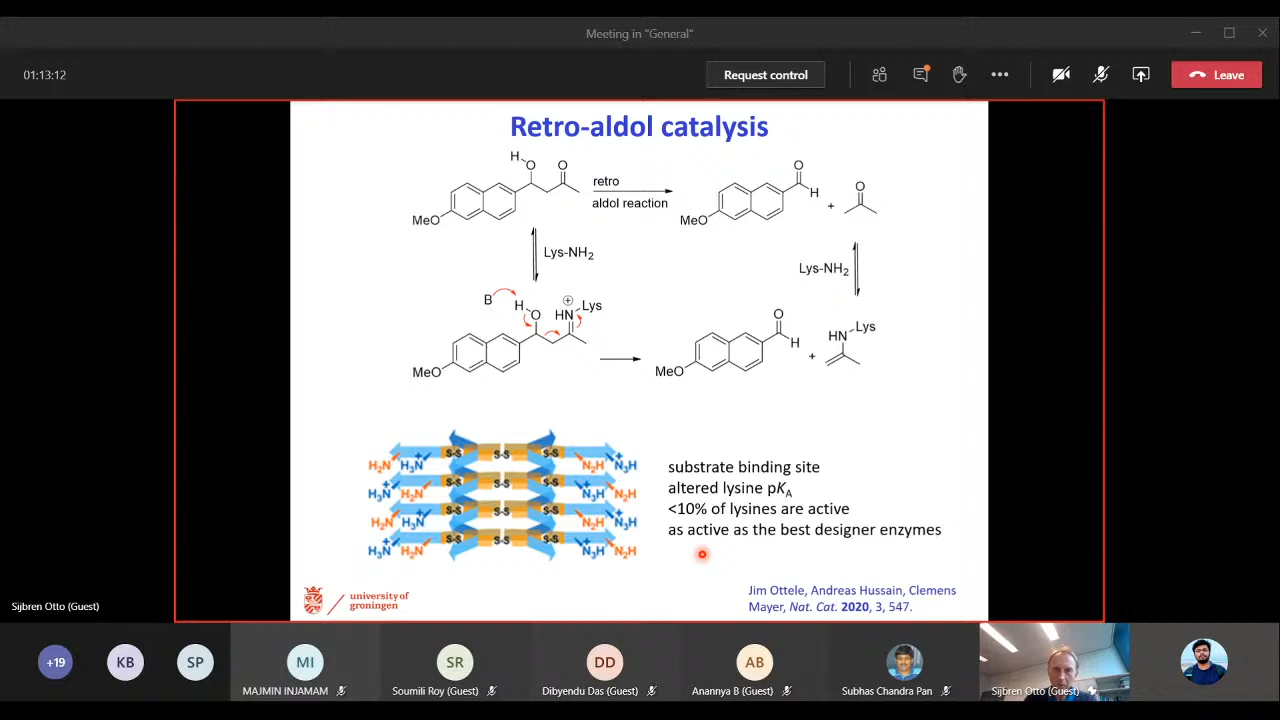 Meeting in "General"
01:13:12
Request control
Leave
Retro-aldol catalysis
H
O
O
retro
aldol reaction
MeO
O
H
MeO
+
O
Lys-NH2
Lys-NH2
B
H
O
+
HN
Lys
MeO
O
H
MeO
+
HN
Lys
S-S S-S S-S
H2N H3N+ N2H +N3H
S-S S-S S-S
H3N+ H2N +N3H N2H
S-S S-S S-S
H2N H3N+ N2H +N3H
S-S S-S S-S
H3N+ H2N +N3H N2H
substrate binding site
altered lysine pKA
<10% of lysines are active
as active as the best designer enzymes
university of
groningen
Jim Ottele, Andreas Hussain, Clemens
Mayer, Nat. Cat. 2020, 3, 547.
Sijbren Otto (Guest)
+19
KB
SP
MI
MAJMIN INJAMAM
SR
Soumili Roy (Guest)
DD
Dibyendu Das (Guest)
AB
Anannya B (Guest)
Subhas Chandra Pan
Sijbren Otto (Guest)